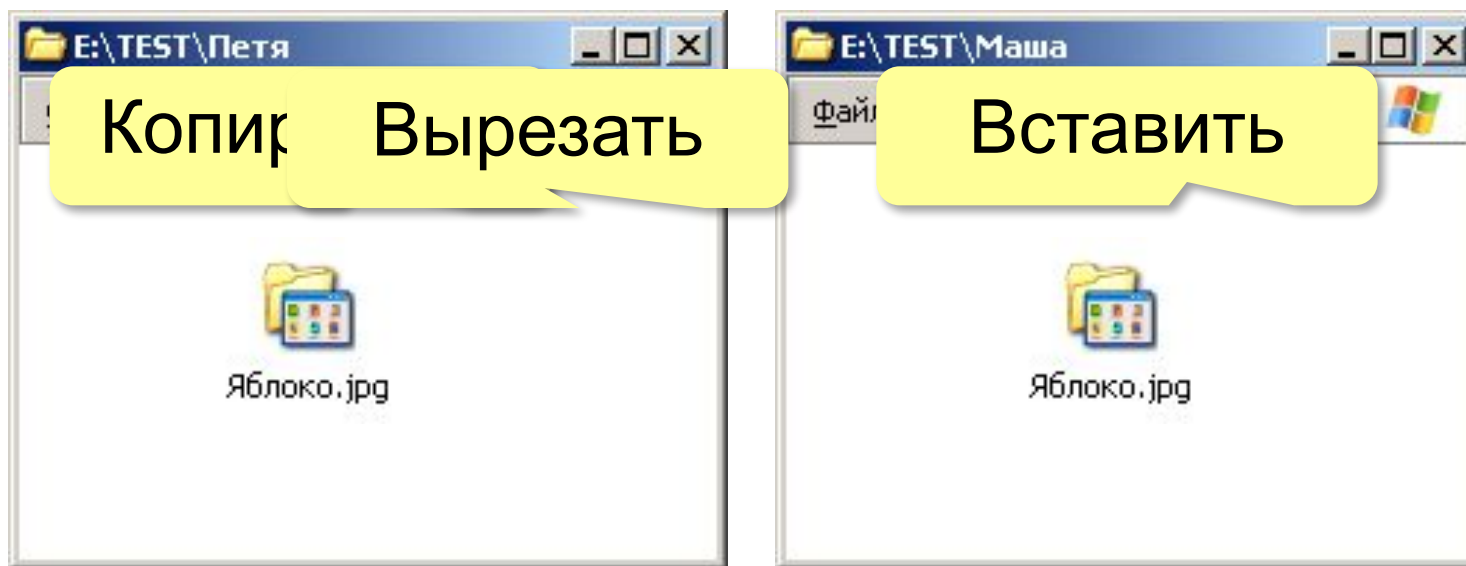 E:\TEST\Петя
Копир
Вырезать
Яблоко.jpg
E:\TEST\Маша
Файл
Вставить
Яблоко.jpg